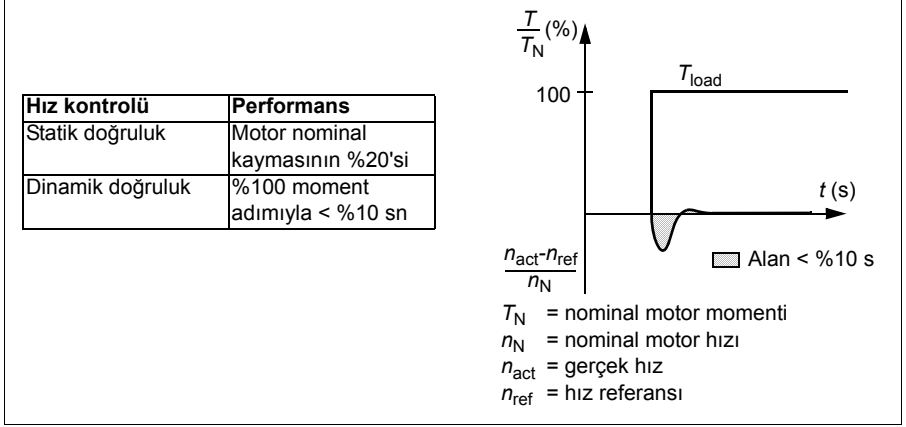 Hız kontrolü Performans
Statik doğruluk Motor nominal
kaymasının %20'si
Dinamik doğruluk %100 moment
adımıyla < %10 sn
T
T_N (%)
100
T_load
t (s)
n_act-n_ref
n_N
Alan < %10 s
T_N = nominal motor momenti
n_N = nominal motor hızı
n_act = gerçek hız
n_ref = hız referansı